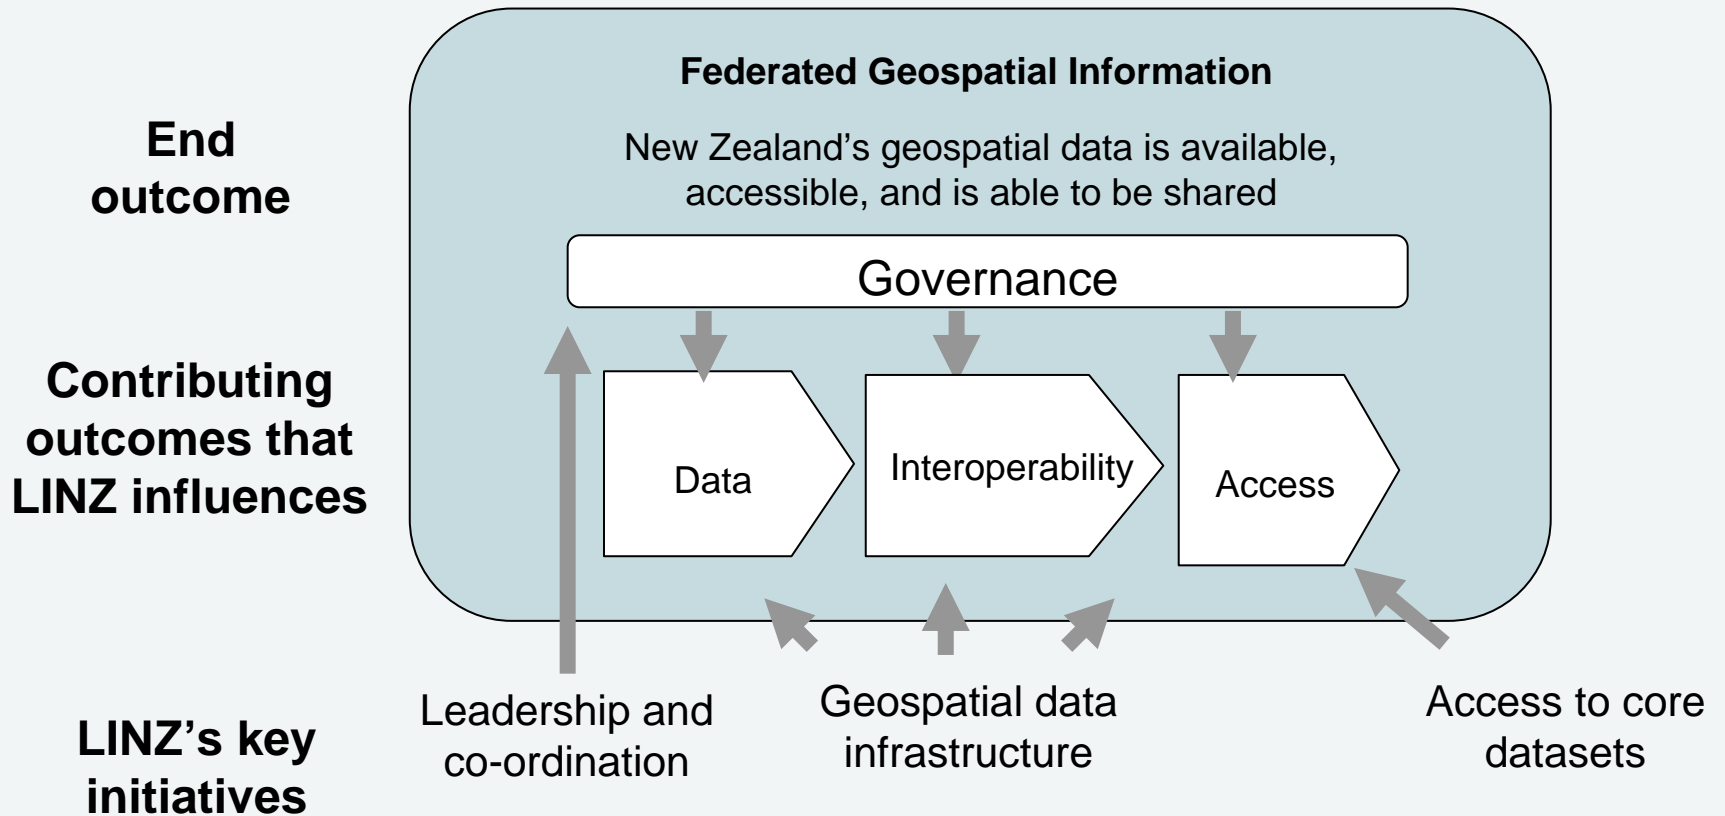 Federated Geospatial Information
End
outcome
New Zealand’s geospatial data is available,
accessible, and is able to be shared
Governance
Contributing
outcomes that
LINZ influences
Data
Interoperability
Access
LINZ’s key
initiatives
Leadership and
co-ordination
Geospatial data
infrastructure
Access to core
datasets